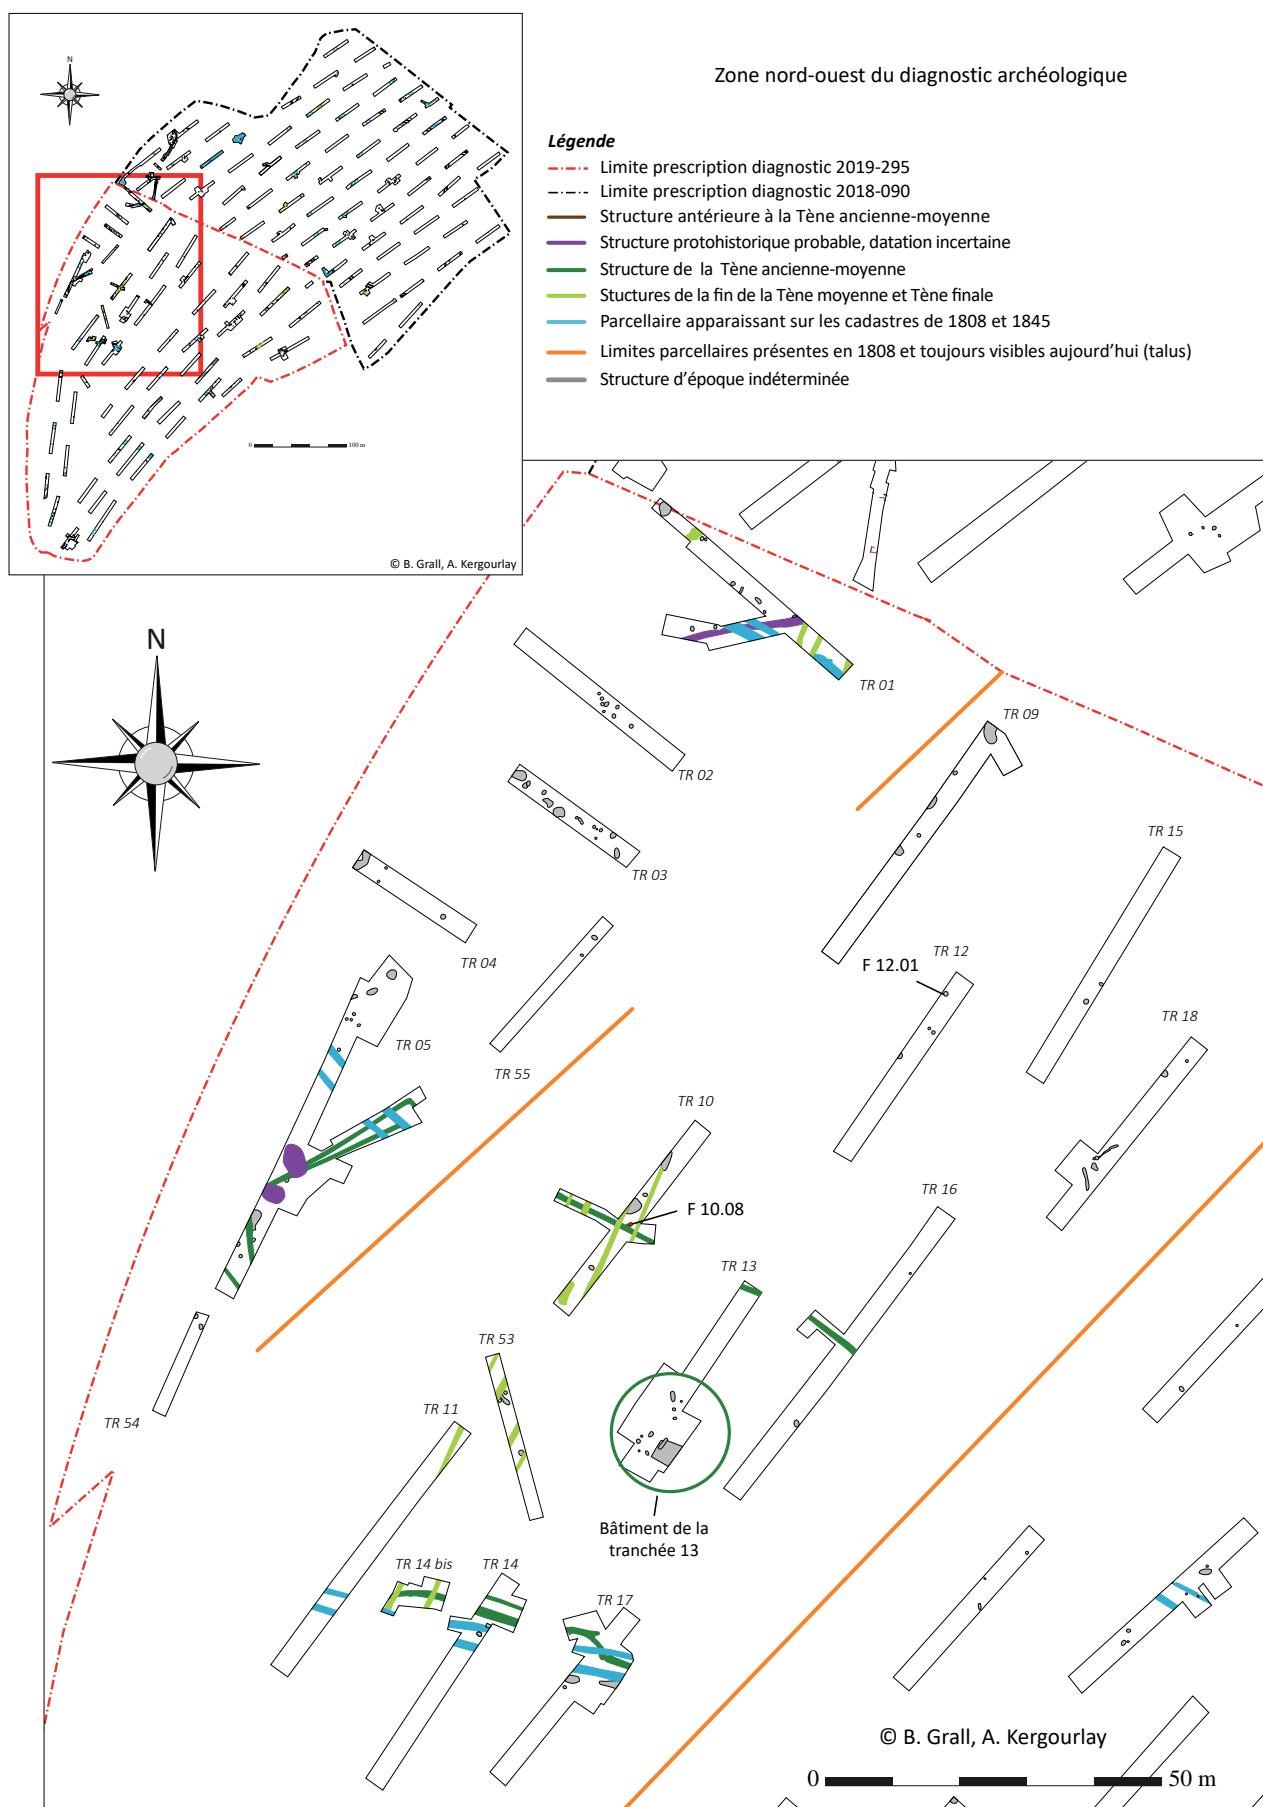 Zone nord-ouest du diagnostic archéologique
Légende
Limite prescription diagnostic 2019-295
Limite prescription diagnostic 2018-090
Structure antérieure à la Tène ancienne-moyenne
Structure protohistorique probable, datation incertaine
Structure de la Tène ancienne-moyenne
Stuctures de la fin de la Tène moyenne et Tène finale
Parcellaire apparaissant sur les cadastres de 1808 et 1845
Limites parcellaires présentes en 1808 et toujours visibles aujourd'hui (talus)
Structure d'époque indéterminée
N
0 100 m
© B. Grall, A. Kergourlay
N
TR 01
TR 02
TR 09
TR 03
TR 15
TR 04
TR 12
F 12.01
TR 05
TR 18
TR 55
TR 10
TR 16
F 10.08
TR 13
TR 53
TR 54
TR 11
Bâtiment de la
tranchée 13
TR 14 bis
TR 14
TR 17
© B. Grall, A. Kergourlay
0 50 m